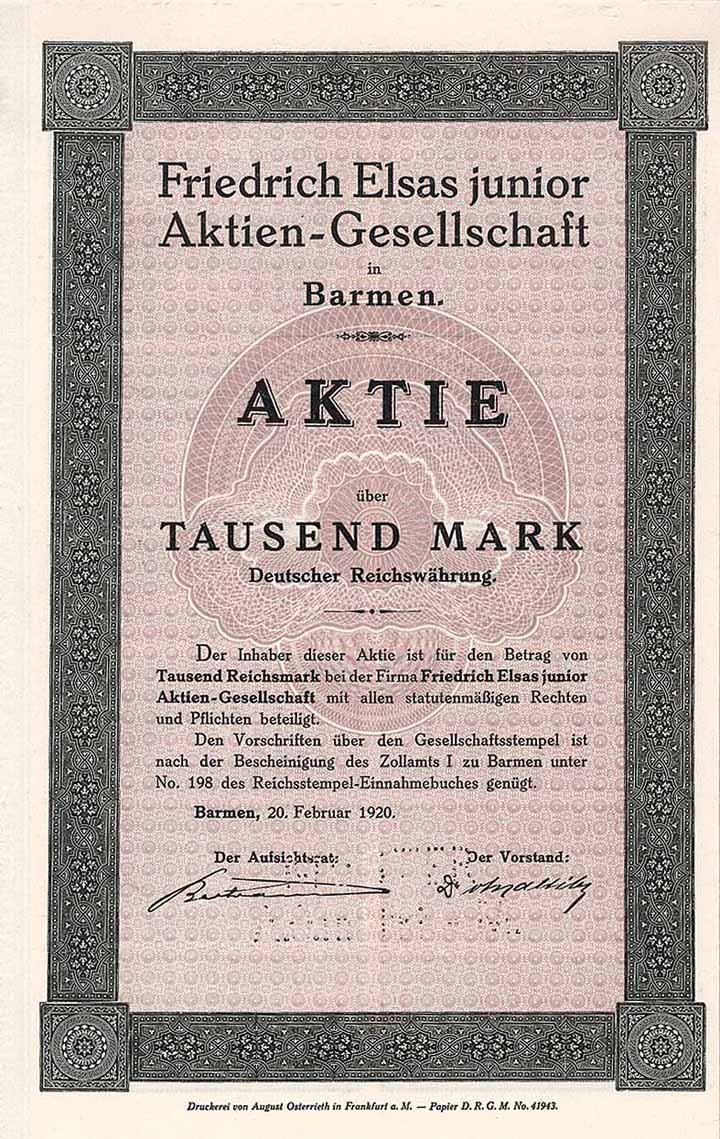 Friedrich Elsas junior
Aktien-Gesellschaft
in
Barmen.
AKTIE
über
TAUSEND MARK
Deutscher Reichswährung.
Der Inhaber dieser Aktie ist für den Betrag von
Tausend Reichsmark bei der Firma Friedrich Elsas junior
Aktien-Gesellschaft mit allen statutenmäßigen Rechten
und Pflichten beteiligt.
Den Vorschriften über den Gesellschaftsstempel ist
nach der Bescheinigung des Zollamts I zu Barmen unter
No. 198 des Reichsstempel-Einnahmebuches genügt.
Barmen, 20. Februar 1920.
Der Aufsichtsrat: Der Vorstand:
Druckerei von August Osterrieth in Frankfurt a. M. — Papier D. R. G. M. No. 41943.